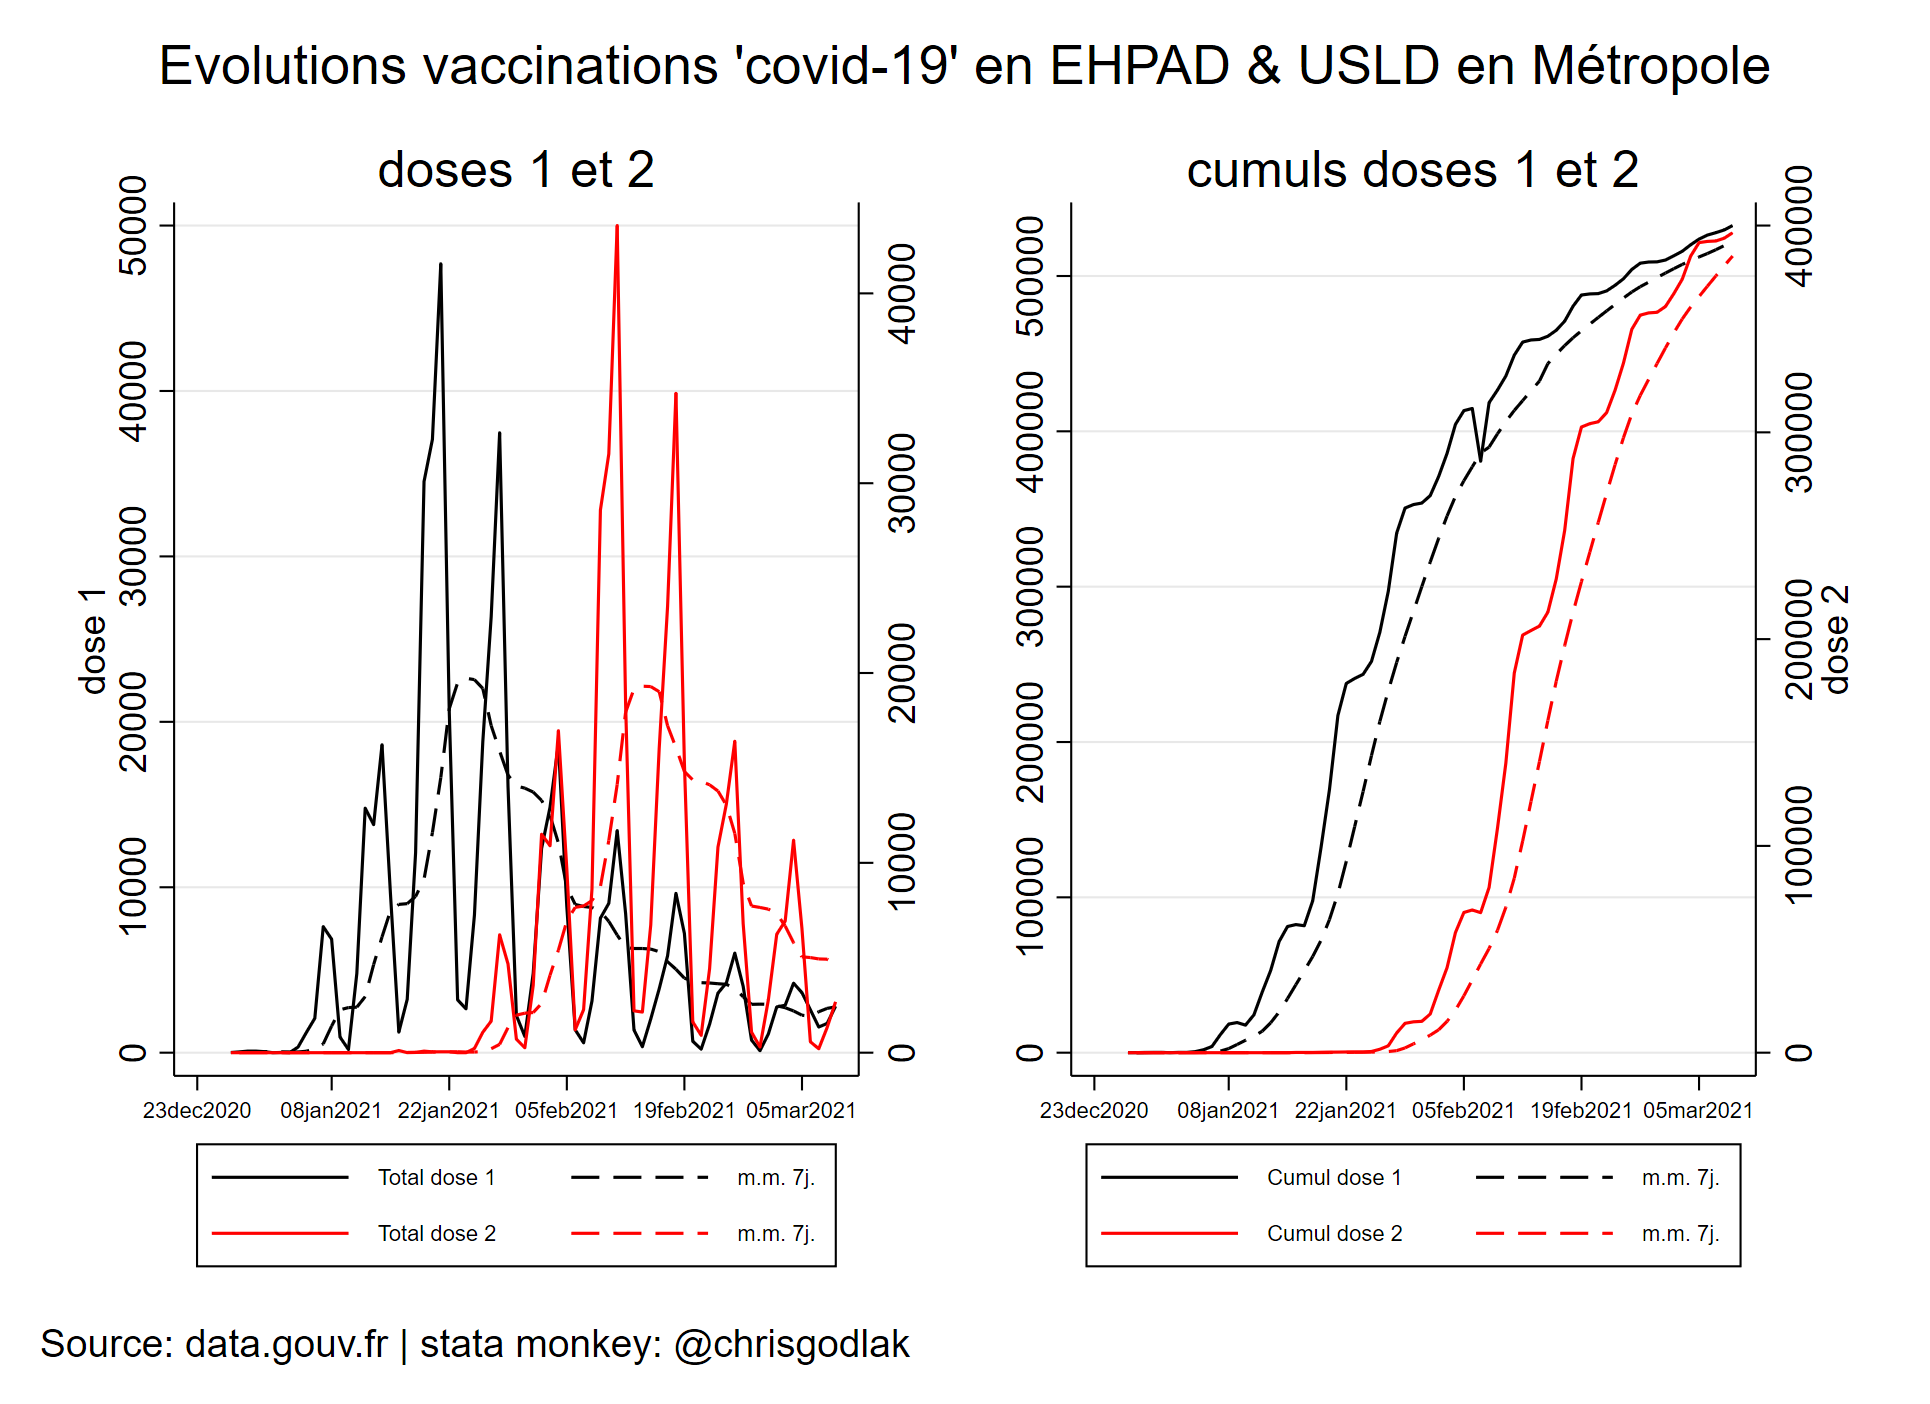 Evolutions vaccinations 'covid-19' en EHPAD & USLD en Métropole
doses 1 et 2
dose 1
0
10000
20000
30000
40000
50000
0
10000
20000
30000
40000
23dec2020 08jan2021 22jan2021 05feb2021 19feb2021 05mar2021
Total dose 1 m.m. 7j.
Total dose 2 m.m. 7j.
cumuls doses 1 et 2
0
100000
200000
300000
400000
500000
0
100000
200000
300000
400000
dose 2
23dec2020 08jan2021 22jan2021 05feb2021 19feb2021 05mar2021
Cumul dose 1 m.m. 7j.
Cumul dose 2 m.m. 7j.
Source: data.gouv.fr | stata monkey: @chrisgodlak